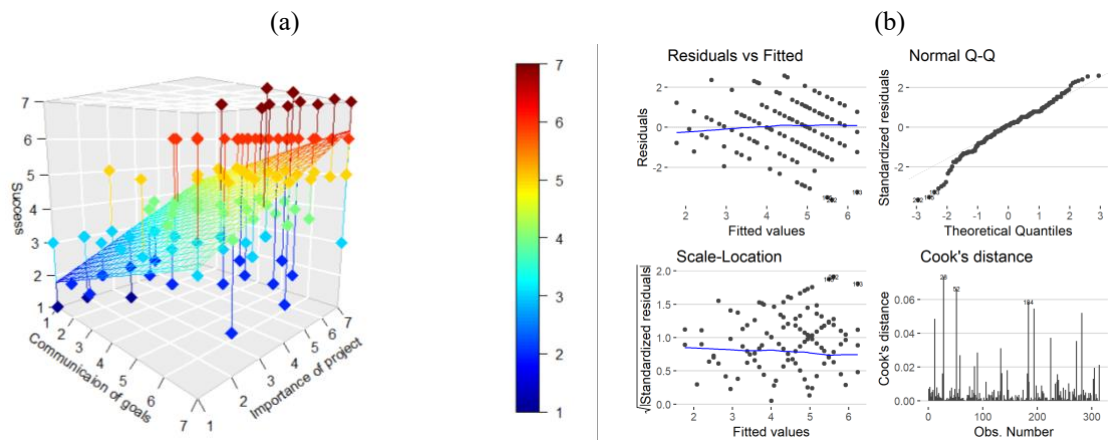 (a)
(b)
7
6
5
4
3
2
1
Success
1
2
3
4
5
6
7
Communicaion of goals
1
2
3
4
5
6
7
Importance of project
7
6
5
4
3
2
1
Residuals vs Fitted
Residuals
2
0
-2
2 3 4 5 6
Fitted values
Normal Q-Q
Standardized residuals
2
0
-2
-3 -2 -1 0 1 2 3
Theoretical Quantiles
Scale-Location
√|Standardized residuals|
2.0
1.5
1.0
0.5
0.0
2 3 4 5 6
Fitted values
Cook's distance
Cook's distance
0.06
0.04
0.02
0.00
52
0 100 200 300
Obs. Number